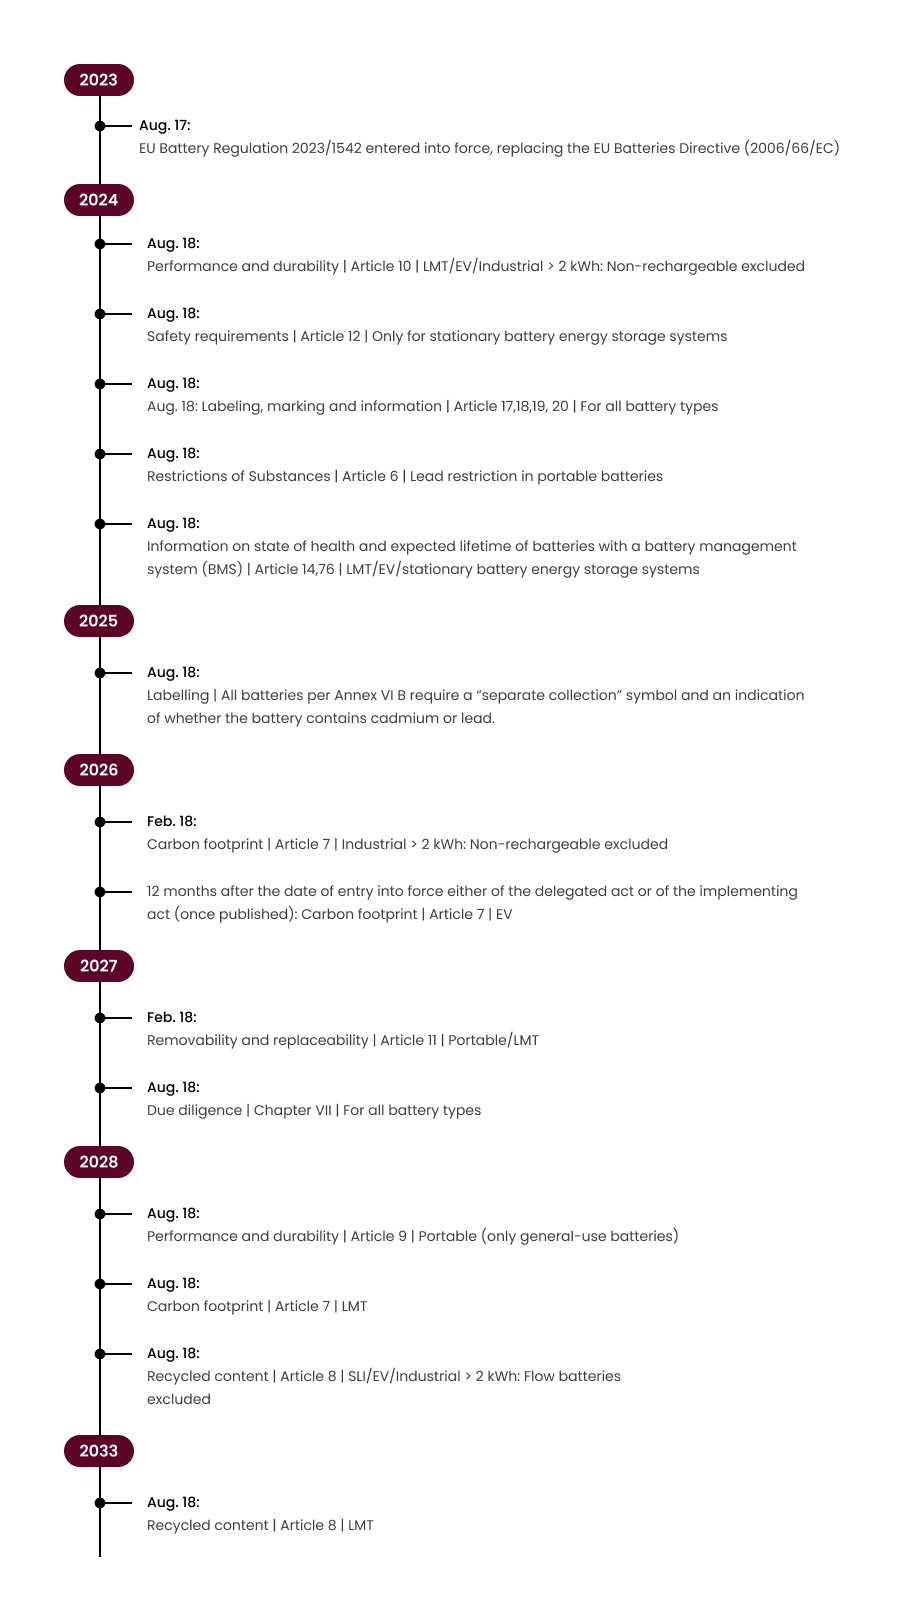 2023
Aug. 17:
EU Battery Regulation 2023/1542 entered into force, replacing the EU Batteries Directive (2006/66/EC)
2024
Aug. 18:
Performance and durability | Article 10 | LMT/EV/Industrial > 2 kWh: Non-rechargeable excluded
Aug. 18:
Safety requirements | Article 12 | Only for stationary battery energy storage systems
Aug. 18:
Aug. 18: Labeling, marking and information | Article 17,18,19, 20 | For all battery types
Aug. 18:
Restrictions of Substances | Article 6 | Lead restriction in portable batteries
Aug. 18:
Information on state of health and expected lifetime of batteries with a battery management
system (BMS) | Article 14,76 | LMT/EV/stationary battery energy storage systems
2025
Aug. 18:
Labelling | All batteries per Annex VI B require a “separate collection” symbol and an indication
of whether the battery contains cadmium or lead.
2026
Feb. 18:
Carbon footprint | Article 7 | Industrial > 2 kWh: Non-rechargeable excluded
12 months after the date of entry into force either of the delegated act or of the implementing
act (once published): Carbon footprint | Article 7 | EV
2027
Feb. 18:
Removability and replaceability | Article 11 | Portable/LMT
Aug. 18:
Due diligence | Chapter VII | For all battery types
2028
Aug. 18:
Performance and durability | Article 9 | Portable (only general-use batteries)
Aug. 18:
Carbon footprint | Article 7 | LMT
Aug. 18:
Recycled content | Article 8 | SLI/EV/Industrial > 2 kWh: Flow batteries
excluded
2033
Aug. 18:
Recycled content | Article 8 | LMT